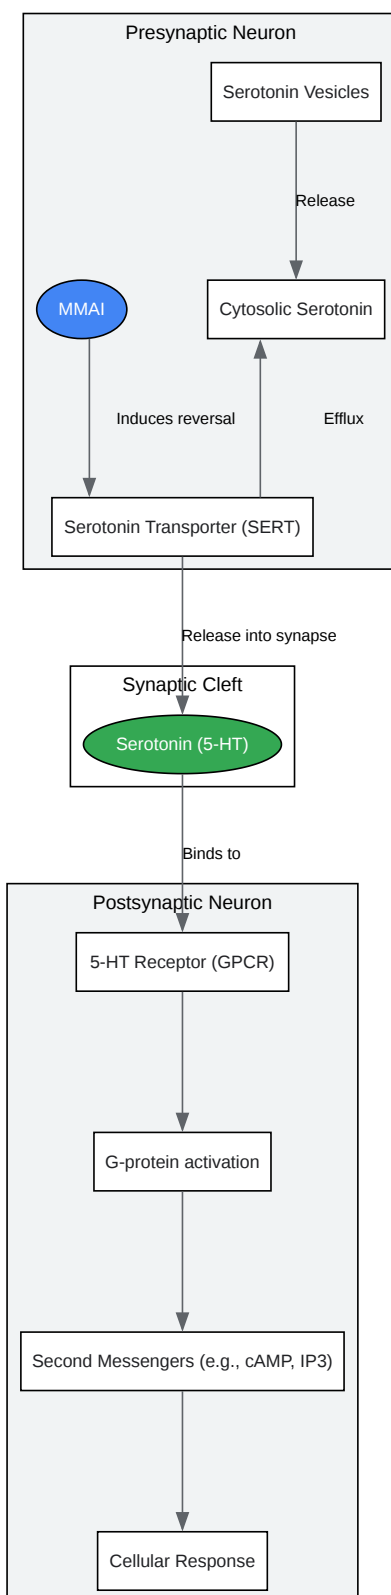 Presynaptic Neuron
Serotonin Vesicles
Release
MMAI
Cytosolic Serotonin
Induces reversal
Efflux
Serotonin Transporter (SERT)
Release into synapse
Synaptic Cleft
Serotonin (5-HT)
Binds to
Postsynaptic Neuron
5-HT Receptor (GPCR)
G-protein activation
Second Messengers (e.g., cAMP, IP3)
Cellular Response